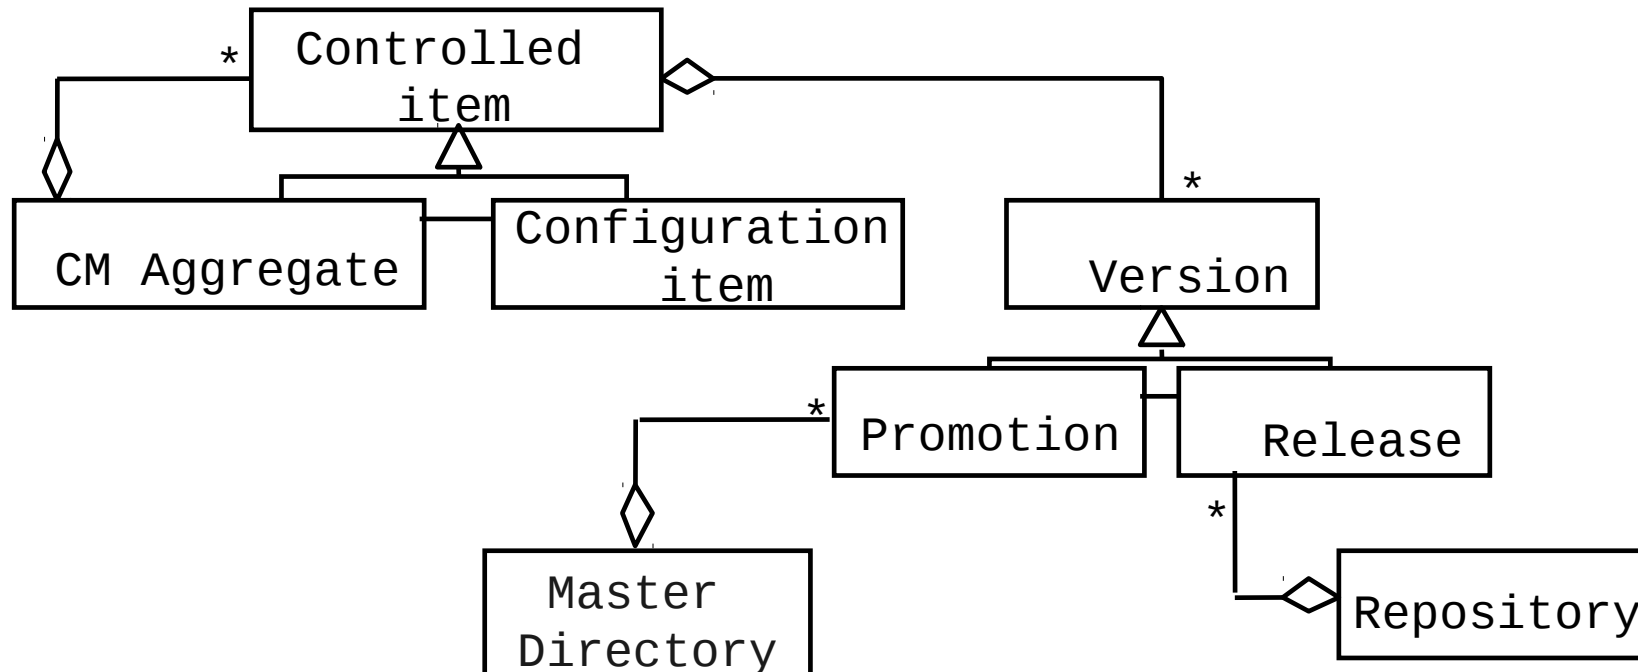 *
Controlled
item
*
CM Aggregate
Configuration
item
Version
*
Promotion
Release
*
Master
Directory
Repository